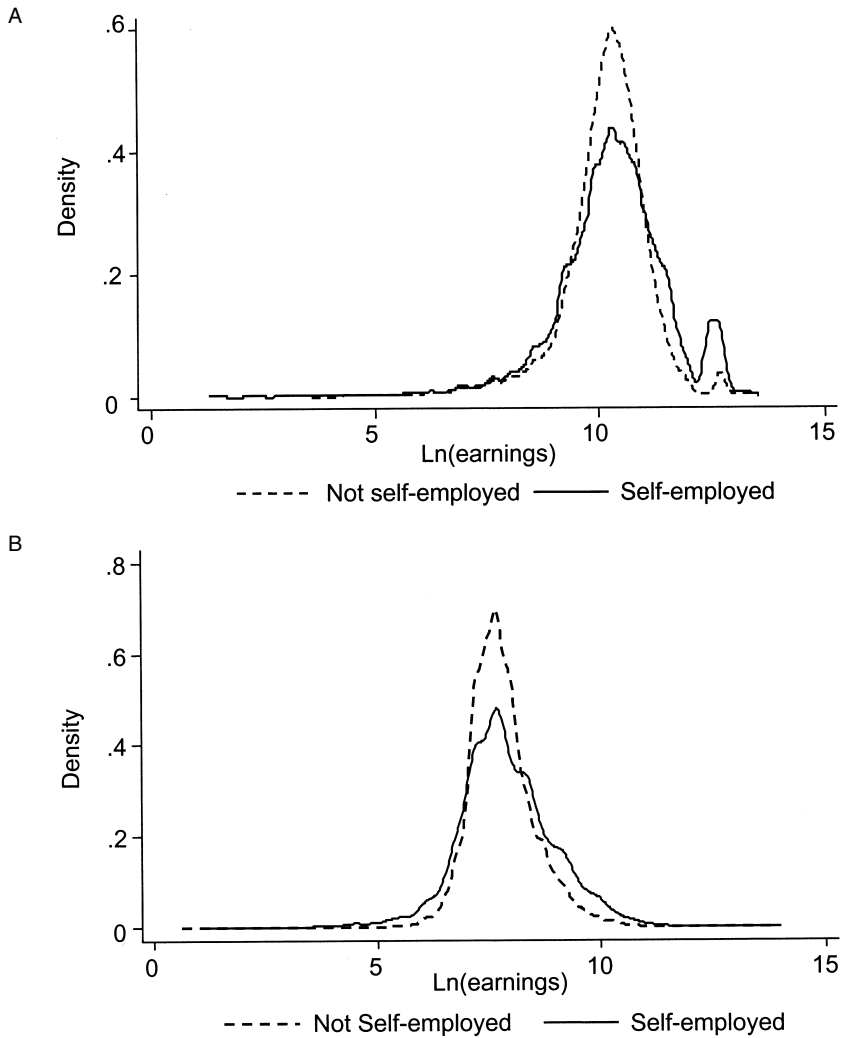 A
.6
.4
.2
0
Density
0 5 10 15
Ln(earnings)
Not self-employed Self-employed
B
.8
.6
.4
.2
0
Density
0 5 10 15
Ln(earnings)
Not Self-employed Self-employed